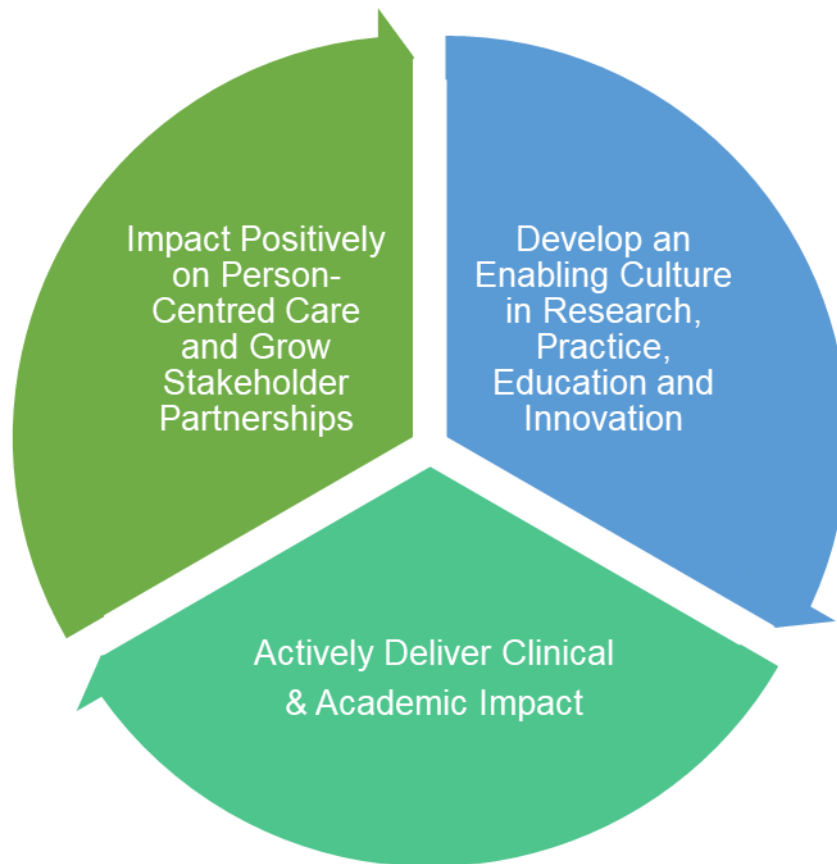 Impact Positively
on Person-
Centred Care
and Grow
Stakeholder
Partnerships
Develop an
Enabling Culture
in Research,
Practice,
Education and
Innovation
Actively Deliver Clinical
& Academic Impact